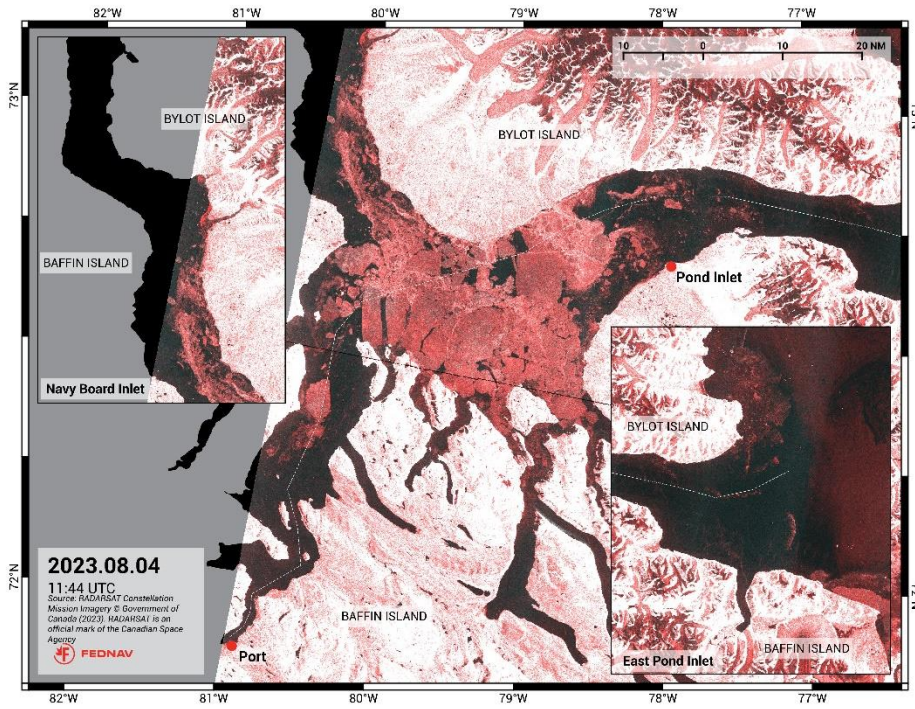 81°W
80°W
79°W
78°W
77°W
10
0
10
20 NM
73°N
BYLOT ISLAND
BYLOT ISLAND
BAFFIN ISLAND
Pond Inlet
Navy Board Inlet
BYLOT ISLAND
2023.08.04
11:44 UTC
Source: RADARSAT Constellation
Mission Imagery © Government of
Canada (2023). RADARSAT is an
official mark of the Canadian Space
Agency
FEDNAV
72°N
BAFFIN ISLAND
Port
BAFFIN ISLAND
East Pond Inlet
82°W
81°W
80°W
79°W
78°W
77°W